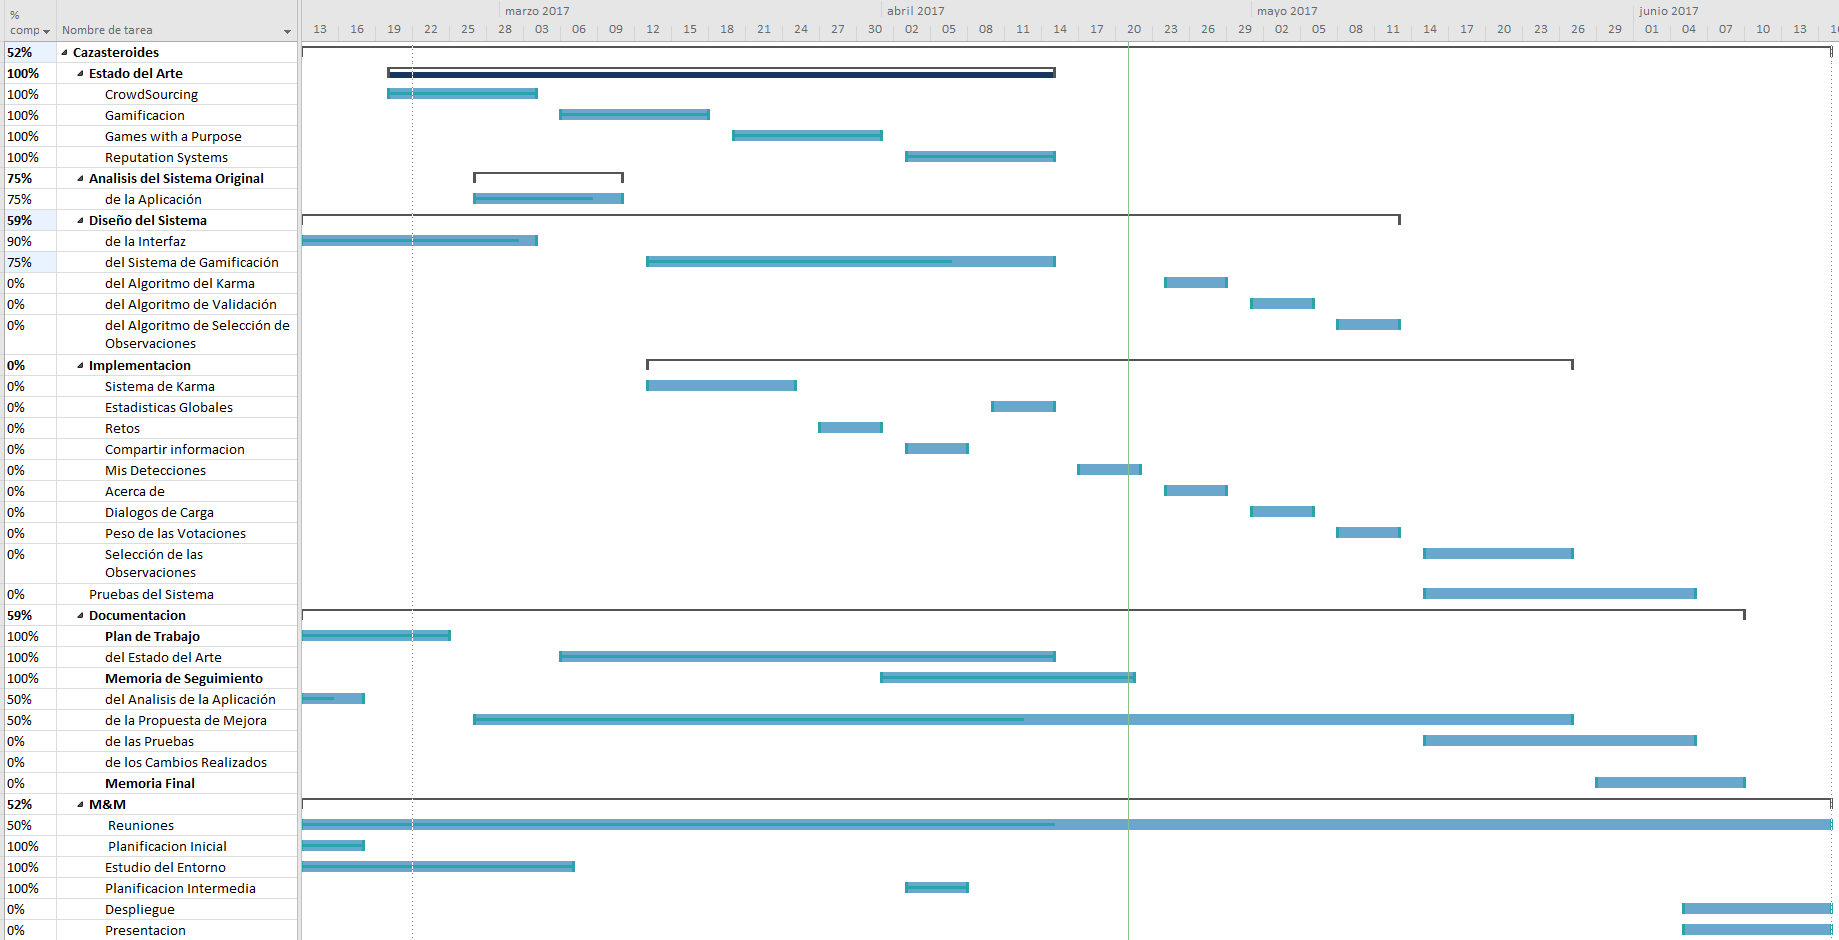 marzo 2017 abril 2017 mayo 2017 junio 2017
%
comp Nombre de tarea 13 16 19 22 25 28 03 06 09 12 15 18 21 24 27 30 02 05 08 11 14 17 20 23 26 29 02 05 08 11 14 17 20 23 26 29 01 04 07 10 13
52% Cazasteroides
100% Estado del Arte
100% CrowdSourcing
100% Gamificacion
100% Games with a Purpose
100% Reputation Systems
75% Analisis del Sistema Original
75% de la Aplicación
59% Diseño del Sistema
90% de la Interfaz
75% del Sistema de Gamificación
0% del Algoritmo del Karma
0% del Algoritmo de Validación
0% del Algoritmo de Selección de
Observaciones
0% Implementacion
0% Sistema de Karma
0% Estadisticas Globales
0% Retos
0% Compartir informacion
0% Mis Detecciones
0% Acerca de
0% Dialogos de Carga
0% Peso de las Votaciones
0% Selección de las
Observaciones
0% Pruebas del Sistema
59% Documentacion
100% Plan de Trabajo
100% del Estado del Arte
100% Memoria de Seguimiento
50% del Analisis de la Aplicación
50% de la Propuesta de Mejora
0% de las Pruebas
0% de los Cambios Realizados
0% Memoria Final
52% M&M
50% Reuniones
100% Planificacion Inicial
100% Estudio del Entorno
100% Planificacion Intermedia
0% Despliegue
0% Presentacion